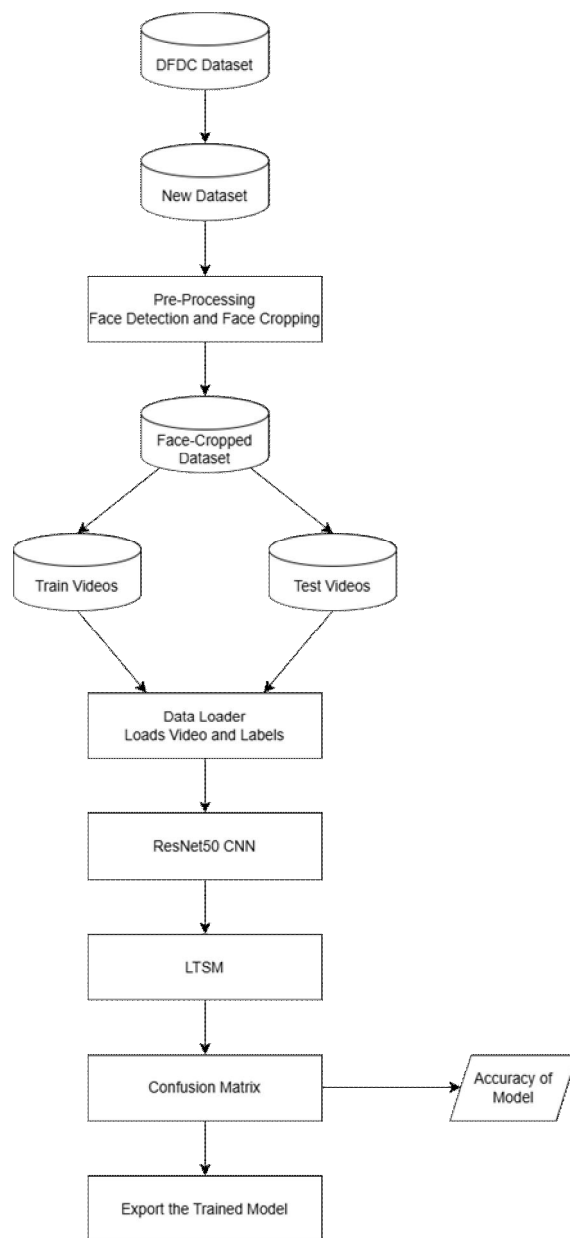 DFDC Dataset
New Dataset
Pre-Processing
Face Detection and Face Cropping
Face-Cropped
Dataset
Train Videos
Test Videos
Data Loader
Loads Video and Labels
ResNet50 CNN
LTSM
Confusion Matrix
Accuracy of
Model
Export the Trained Model